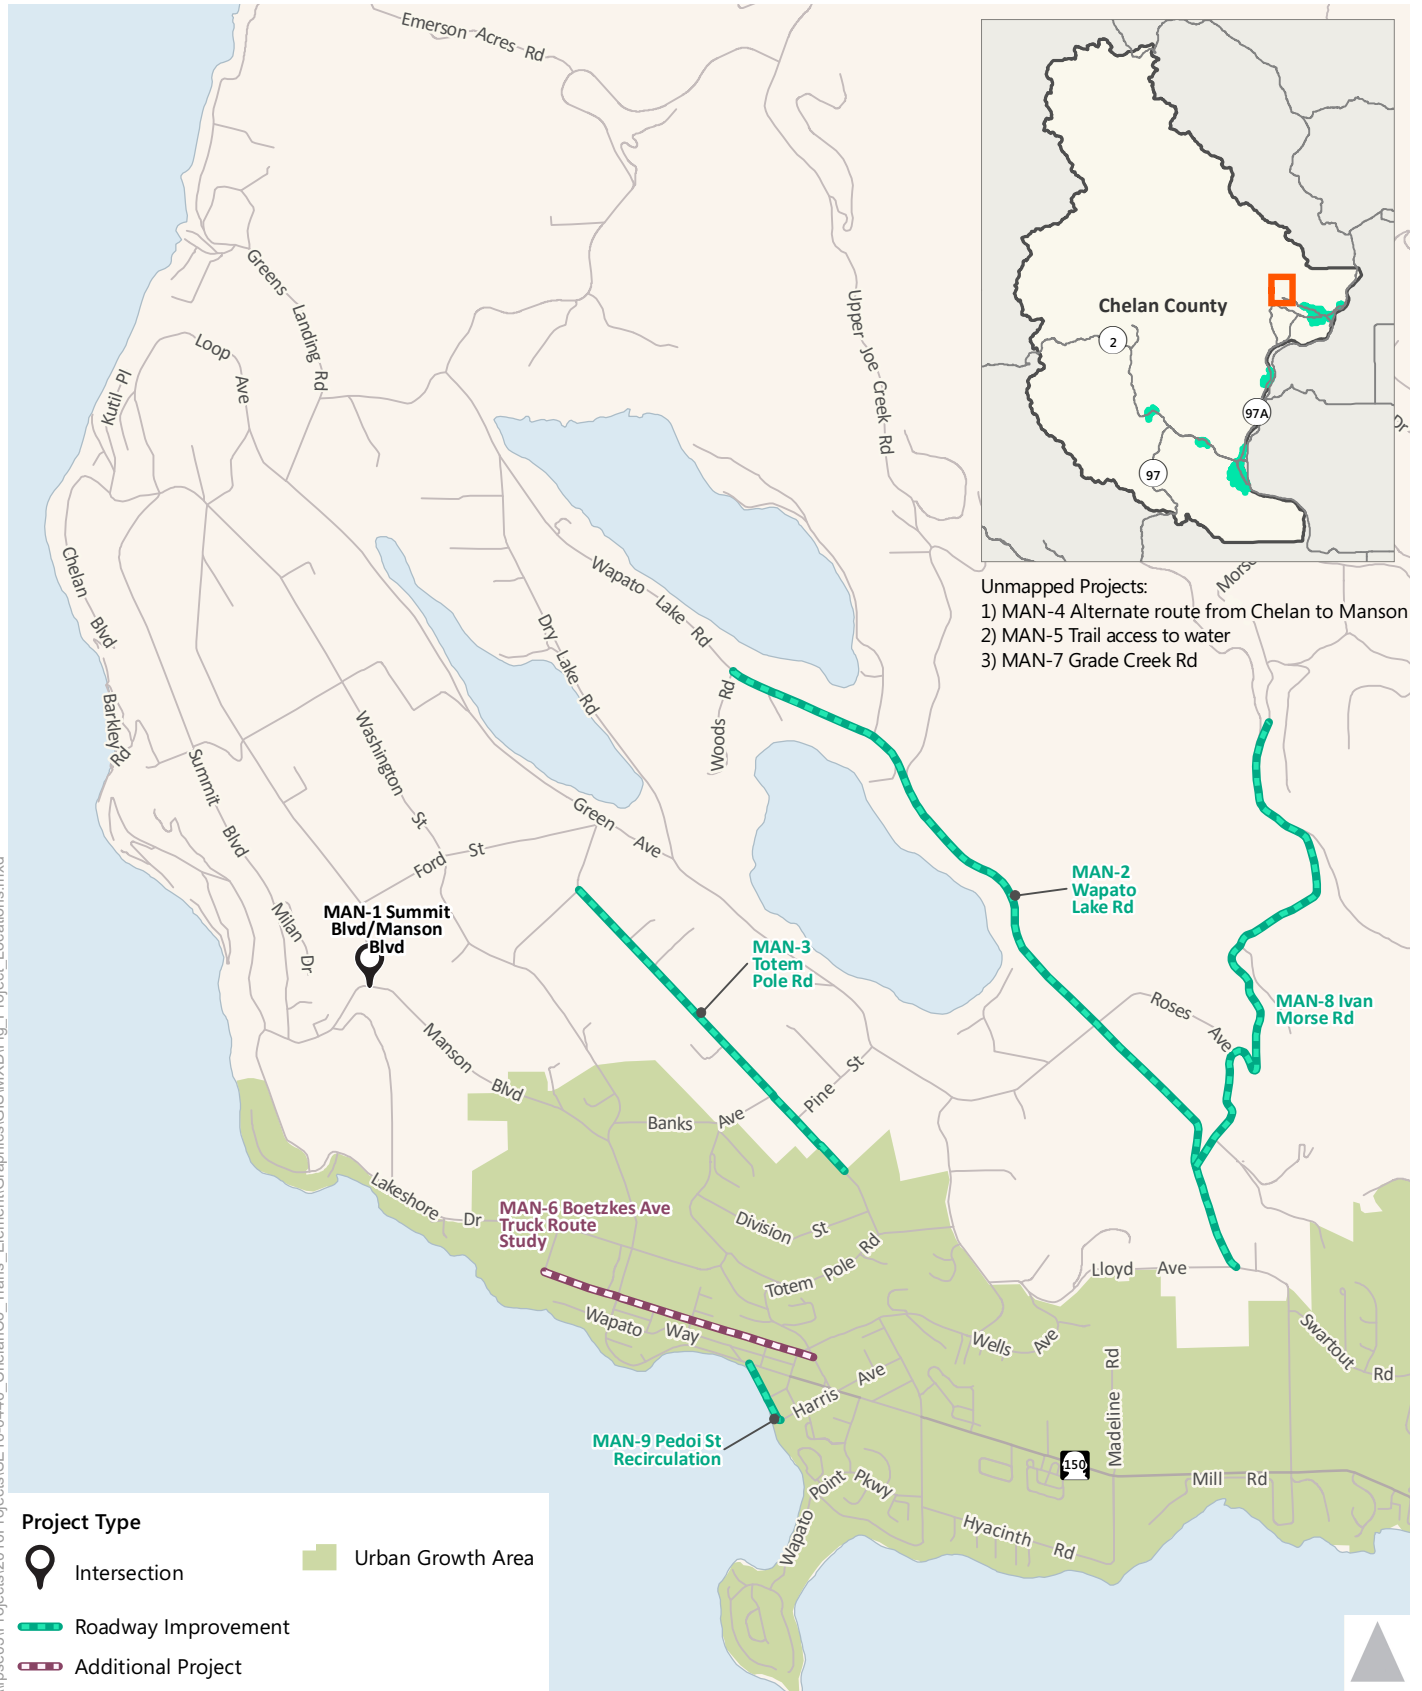 Emerson Acres Rd
Greens Landing Rd
Loop Ave
Kutil Pl
Upper Joe Creek Rd
Chelan County
2
97A
97
Dr
Morse
Unmapped Projects:
1) MAN-4 Alternate route from Chelan to Manson
2) MAN-5 Trail access to water
3) MAN-7 Grade Creek Rd
Chelan Blvd
Wapato Lake Rd
Dry Lake Rd
Woods Rd
Barkley Rd
Washington St
Summit Blvd
Green Ave
Ford St
Milan Dr
MAN-1 Summit
Blvd/Manson
Blvd
MAN-2
Wapato
Lake Rd
MAN-3
Totem
Pole Rd
Roses Ave
MAN-8 Ivan
Morse Rd
Manson Blvd
Banks Ave
Pine St
Lakeshore Dr
MAN-6 Boetzkes Ave
Truck Route
Study
Division St
Totem Pole Rd
Lloyd Ave
Wapato Way
Wells Ave
Swartout Rd
Harris Ave
Madeline Rd
MAN-9 Pedoi St
Recirculation
150
Mill Rd
Wapato Point Pkwy
Hyacinth Rd
Project Type
Intersection
Urban Growth Area
Roadway Improvement
Additional Project